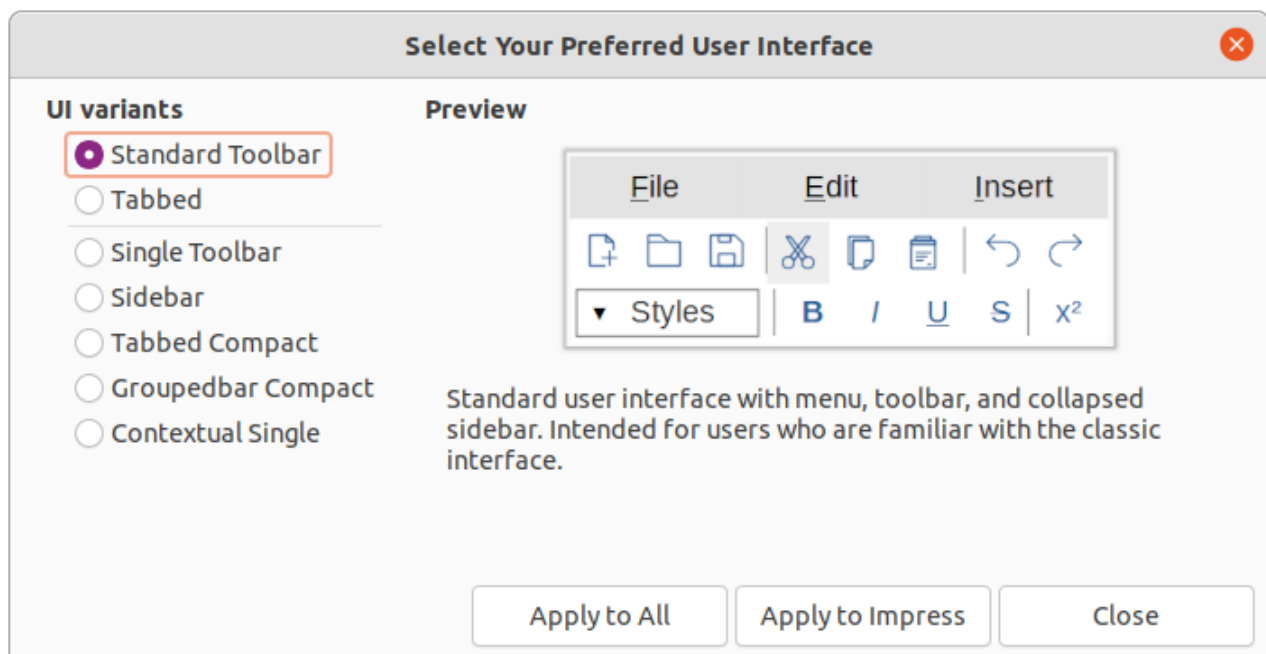 Select Your Preferred User Interface
UI variants
Standard Toolbar
Tabbed
Single Toolbar
Sidebar
Tabbed Compact
Groupedbar Compact
Contextual Single
Preview
File Edit Insert
Styles B I U S x²
Standard user interface with menu, toolbar, and collapsed
sidebar. Intended for users who are familiar with the classic
interface.
Apply to All Apply to Impress Close